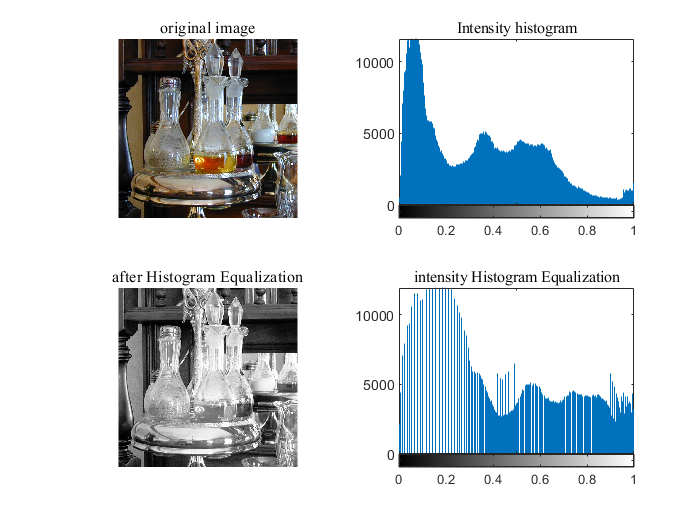 original image
Intensity histogram
10000
5000
0
0 0.2 0.4 0.6 0.8 1
after Histogram Equalization
intensity Histogram Equalization
10000
5000
0
0 0.2 0.4 0.6 0.8 1